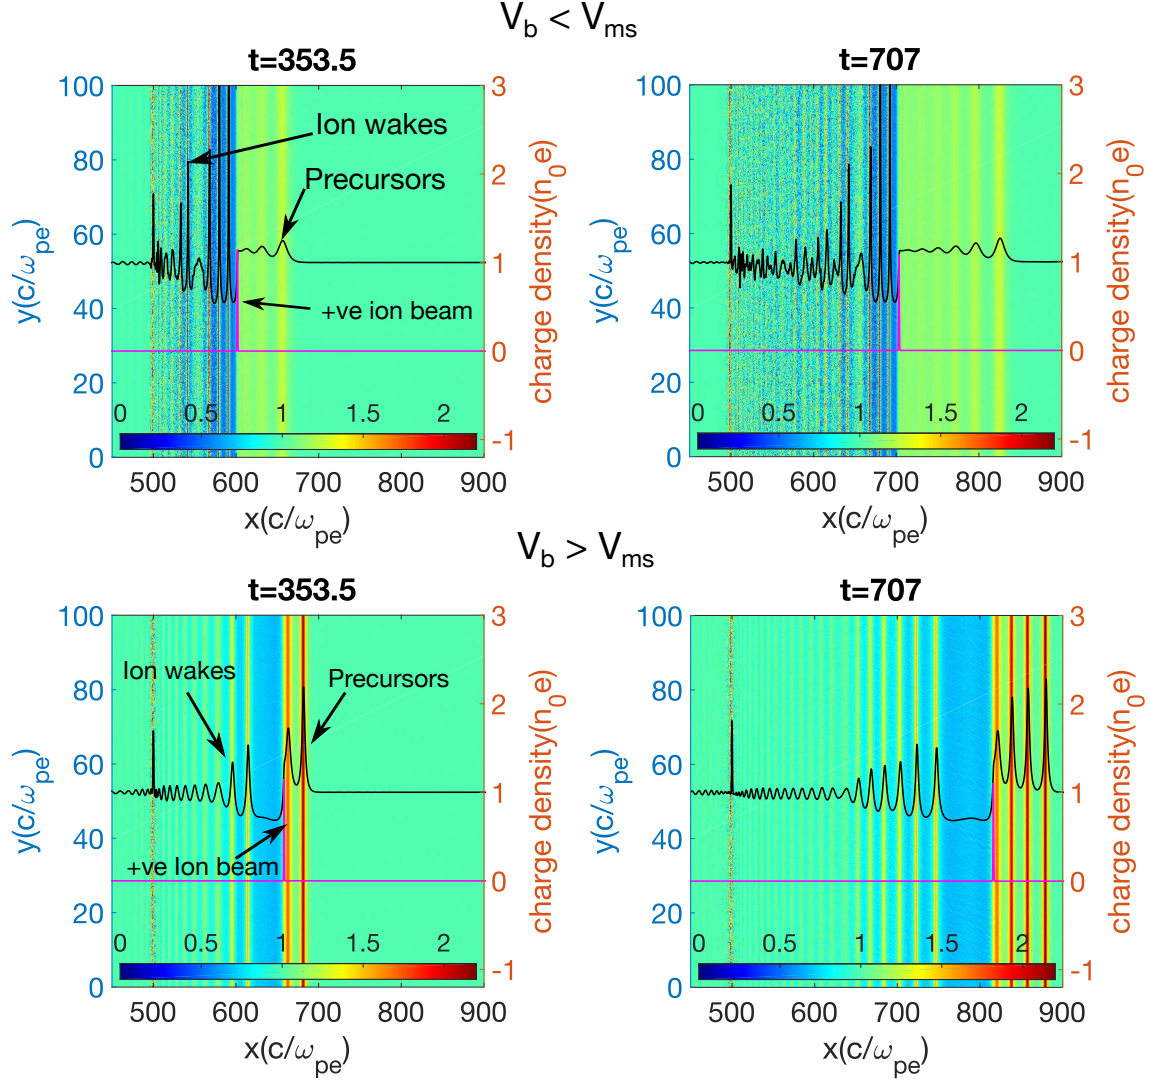 V_b < V_ms
t=353.5
t=707
100
80
60
40
20
0
y(c/ω_pe)
3
2
1
0
-1
charge density(n_0e)
Ion wakes
Precursors
+ve ion beam
0 0.5 1 1.5 2
500 600 700 800 900
x(c/ω_pe)
100
80
60
40
20
0
y(c/ω_pe)
3
2
1
0
-1
charge density(n_0e)
0 0.5 1 1.5 2
500 600 700 800 900
x(c/ω_pe)
V_b > V_ms
t=353.5
t=707
100
80
60
40
20
0
y(c/ω_pe)
3
2
1
0
-1
charge density(n_0e)
Ion wakes
Precursors
+ve Ion beam
0 0.5 1 1.5 2
500 600 700 800 900
x(c/ω_pe)
100
80
60
40
20
0
y(c/ω_pe)
3
2
1
0
-1
charge density(n_0e)
0 0.5 1 1.5 2
500 600 700 800 900
x(c/ω_pe)